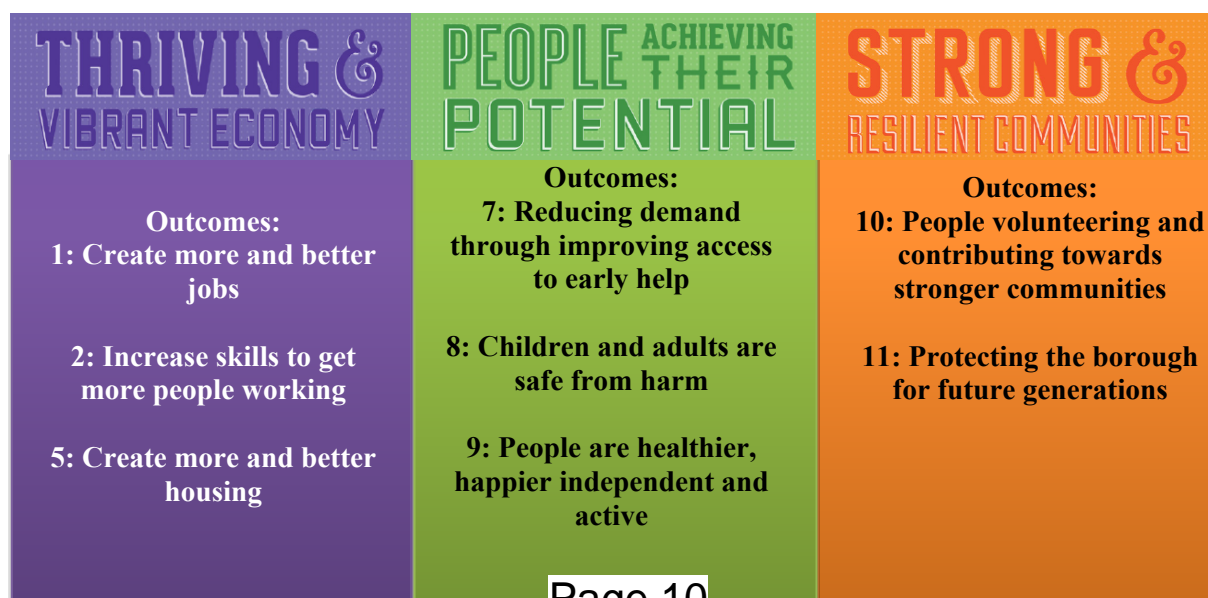 THRIVING &
VIBRANT ECONOMY
Outcomes:
1: Create more and better
jobs
2: Increase skills to get
more people working
5: Create more and better
housing
PEOPLE ACHIEVING
THEIR
POTENTIAL
Outcomes:
7: Reducing demand
through improving access
to early help
8: Children and adults are
safe from harm
9: People are healthier,
happier independent and
active
STRONG &
RESILIENT COMMUNITIES
Outcomes:
10: People volunteering and
contributing towards
stronger communities
11: Protecting the borough
for future generations
Page 10